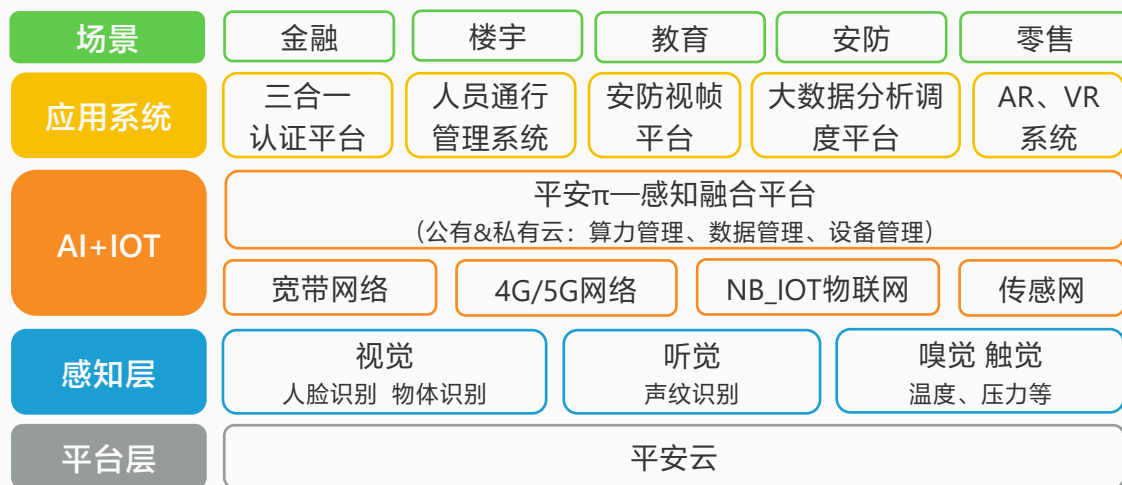 场景
金融
楼宇
教育
安防
零售
应用系统
三合一
认证平台
人员通行
管理系统
安防视帧
平台
大数据分析调
度平台
AR、VR
系统
AI+IOT
平安π—感知融合平台
（公有&私有云：算力管理、数据管理、设备管理）
宽带网络
4G/5G网络
NB_IOT物联网
传感网
感知层
视觉
人脸识别 物体识别
听觉
声纹识别
嗅觉 触觉
温度、压力等
平台层
平安云